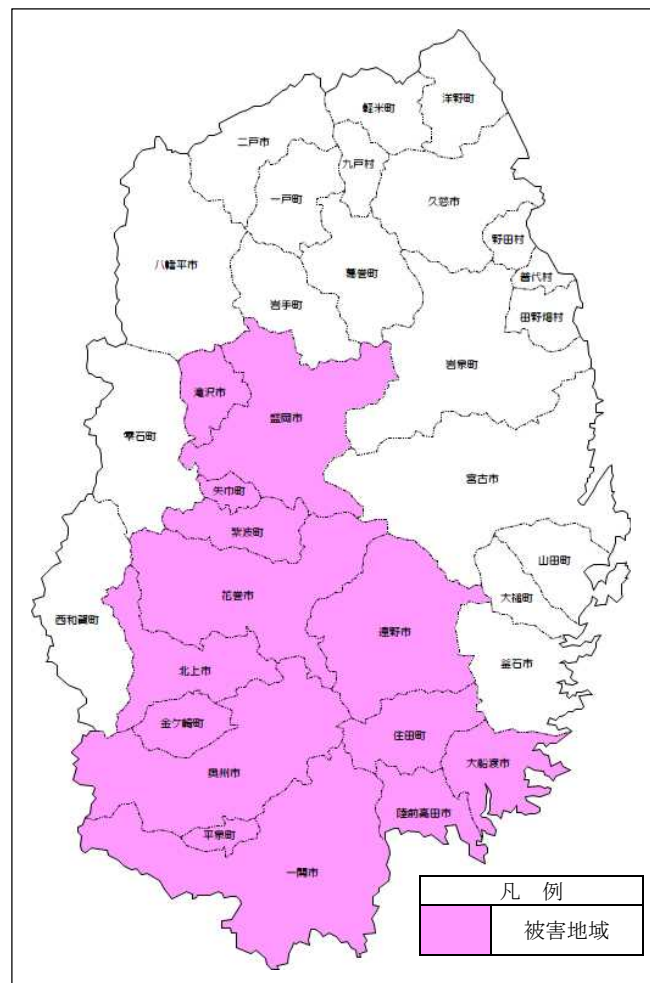 洋野町
軽米町
二戸市
九戸村
一戸町
久慈市
野田村
葛巻町
八幡平市
普代村
岩手町
田野畑村
岩泉町
滝沢市
盛岡市
雫石町
宮古市
矢巾町
紫波町
山田町
大槌町
花巻市
西和賀町
遠野市
釜石市
北上市
金ケ崎町
住田町
大船渡市
奥州市
陸前高田市
平泉町
一関市
凡 例
被害地域